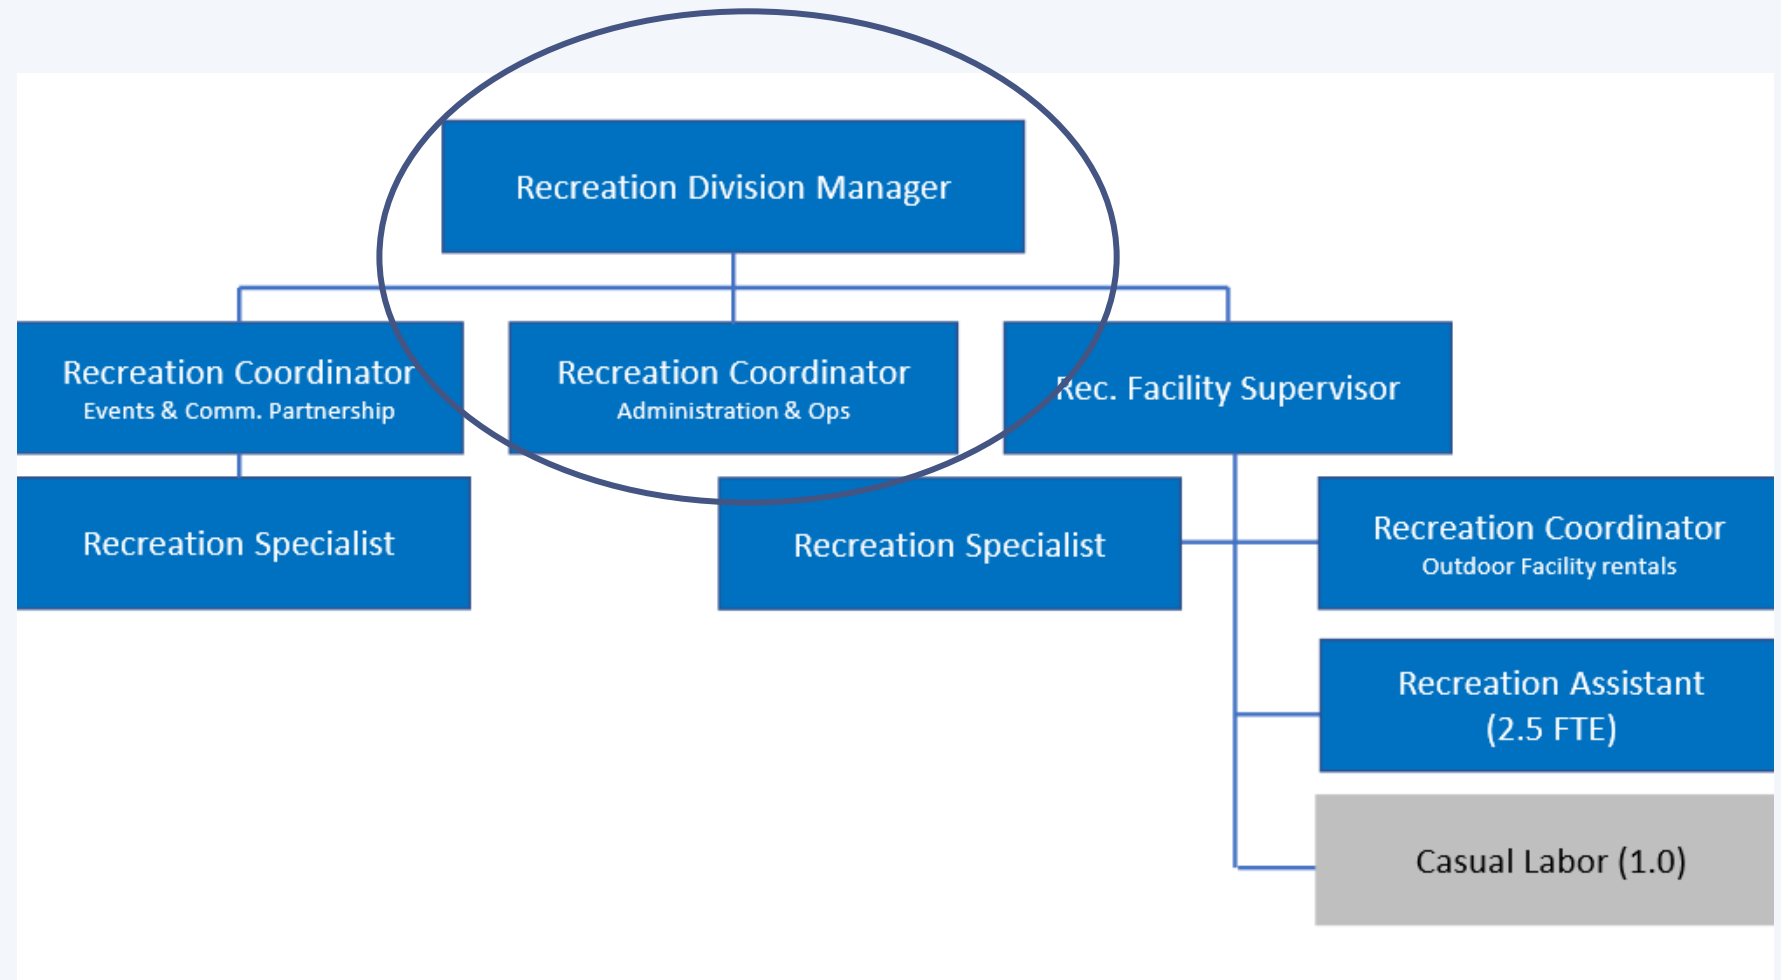 Recreation Division Manager
Recreation Coordinator
Events & Comm. Partnership
Recreation Coordinator
Administration & Ops
Rec. Facility Supervisor
Recreation Specialist
Recreation Specialist
Recreation Coordinator
Outdoor Facility rentals
Recreation Assistant
(2.5 FTE)
Casual Labor (1.0)